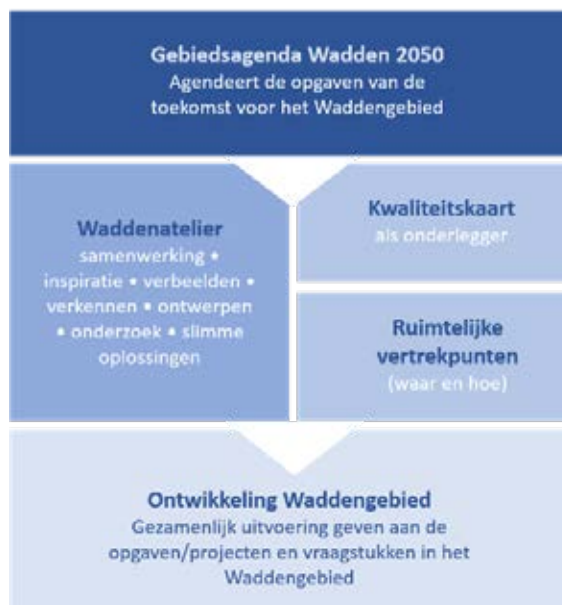 Gebiedsagenda Wadden 2050
Agendeert de opgaven van de
toekomst voor het Waddengebied
Waddenatelier
samenwerking •
inspiratie • verbeelden •
verkennen • ontwerpen
• onderzoek • slimme
oplossingen
Kwaliteitskaart
als onderlegger
Ruimtelijke
vertrekpunten
(waar en hoe)
Ontwikkeling Waddengebied
Gezamenlijk uitvoering geven aan de
opgaven/projecten en vraagstukken in het
Waddengebied